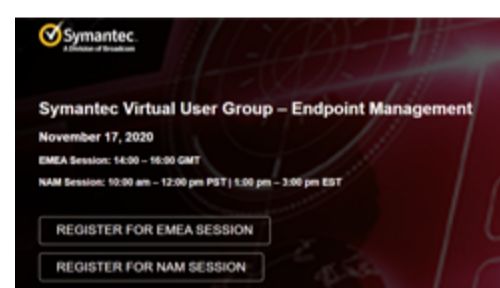 Symantec
A Division of Broadcom
Symantec Virtual User Group – Endpoint Management
November 17, 2020
EMEA Session: 14:00 – 16:00 GMT
NAM Session: 10:00 am – 12:00 pm PST | 1:00 pm – 3:00 pm EST
REGISTER FOR EMEA SESSION
REGISTER FOR NAM SESSION